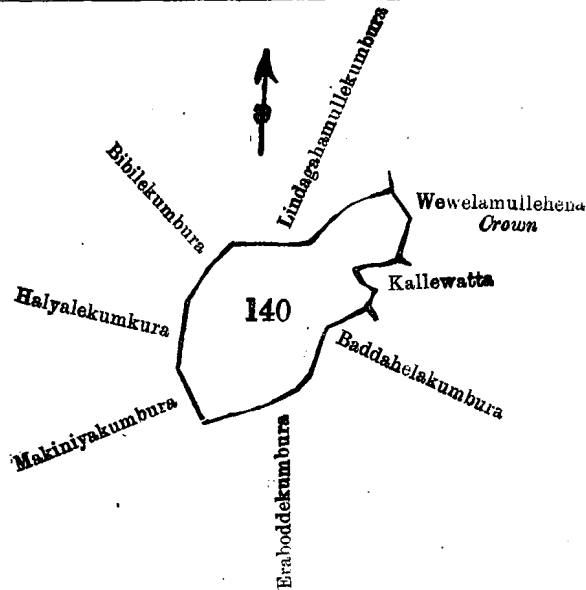 Lindagahamullekumbura
Bibilekumbura
Wewelamullehena
Crown
Kallewatta
Halyalekumkura
140
Baddahelakumbura
Makiniyakumbura
Eraboddekumbura